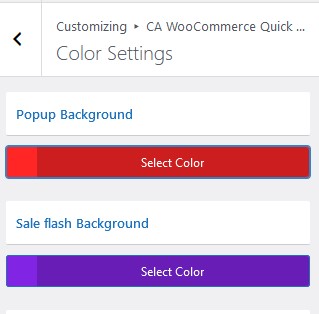 Customizing ▸ CA WooCommerce Quick ...
Color Settings
Popup Background
Select Color
Sale flash Background
Select Color